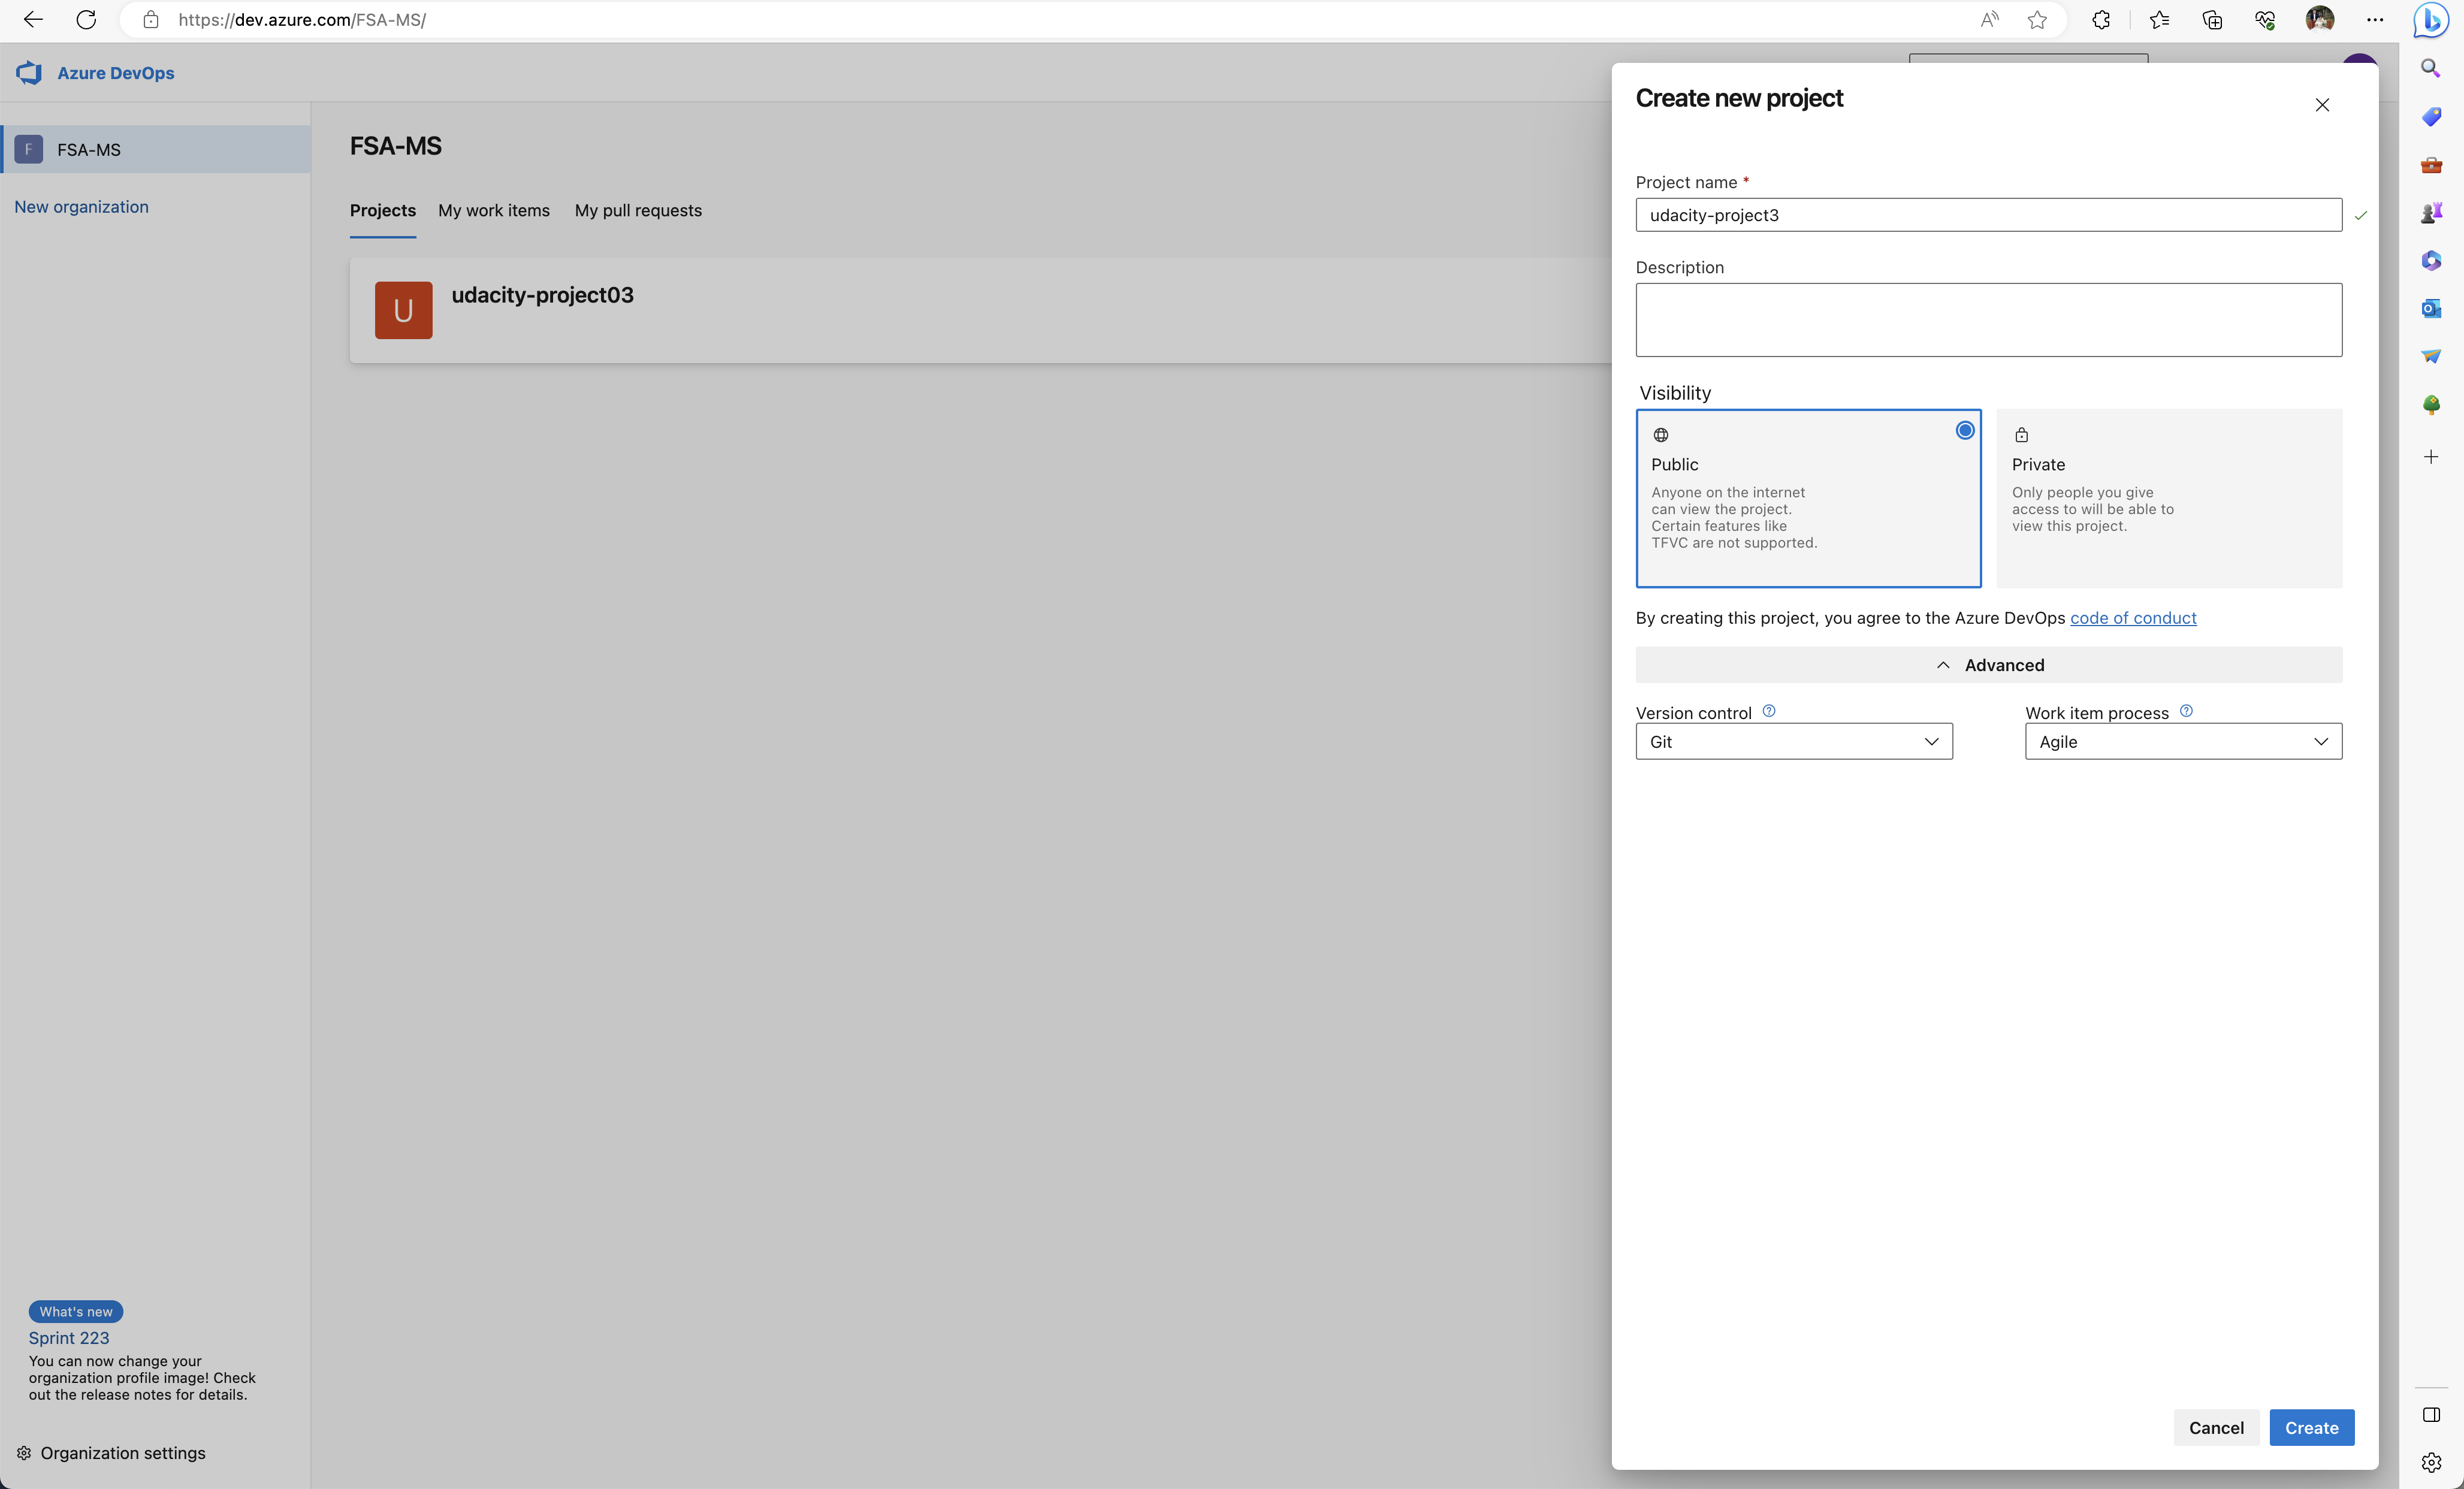 https://dev.azure.com/FSA-MS/
Azure DevOps
F
FSA-MS
New organization
FSA-MS
Projects
My work items
My pull requests
U
udacity-project03
What's new
Sprint 223
You can now change your
organization profile image! Check
out the release notes for details.
Organization settings
Create new project
Project name *
udacity-project3
Description
Visibility
Public
Anyone on the internet
can view the project.
Certain features like
TFVC are not supported.
Private
Only people you give
access to will be able to
view this project.
By creating this project, you agree to the Azure DevOps code of conduct
Advanced
Version control
Git
Work item process
Agile
Cancel
Create